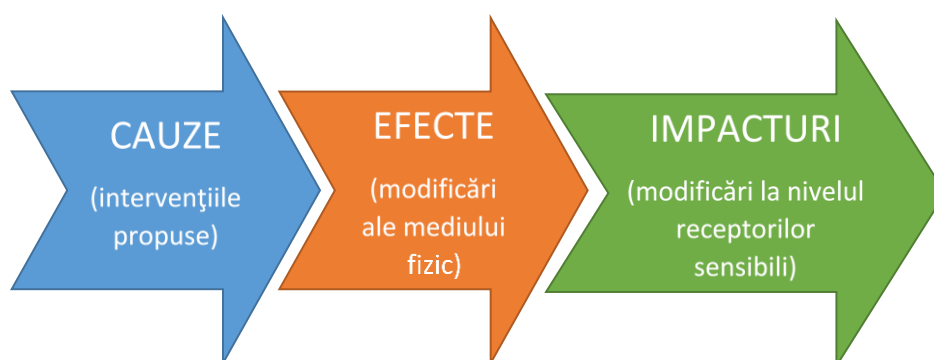 CAUZE
(intervenţiile
propuse)
EFECTE
(modificări
ale mediului
fizic)
IMPACTURI
(modificări la nivelul
receptorilor
sensibili)